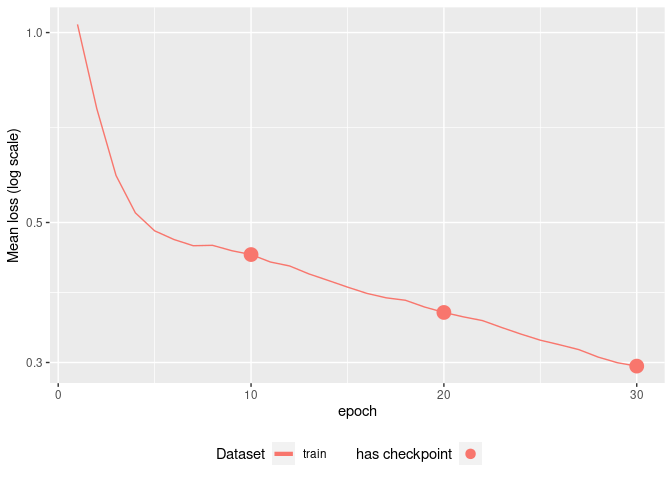 Mean loss (log scale)
1.0
0.5
0.3
0 10 20 30
epoch
Dataset train has checkpoint